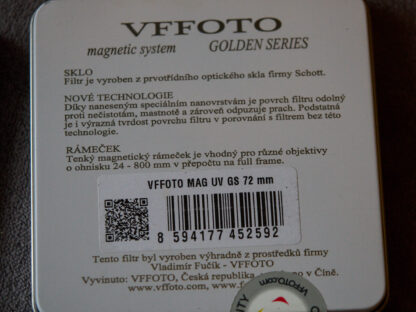 VFFOTO
magnetic system GOLDEN SERIES
SKLO
Filtr je vyroben z prvotřídního optického skla firmy Schott.
NOVÉ TECHNOLOGIE
Díky naneseným speciálním nanovrstvám je povrch filtru odolný
proti nečistotám, mastnotě a zároveň odpuzuje prach. Podstatná
je i výrazná tvrdost povrchu filtru v porovnání s filtrem bez této
technologie.
RÁMEČEK
Tenký magnetický rámeček je vhodný pro různé objektivy
o ohnisku 24 - 800 mm v přepočtu na full frame.
VFFOTO MAG UV GS 72 mm
8 594177 452592
Tento filtr byl vyroben výhradně z prostředků firmy
Vladimír Fučík - VFFOTO
Vyvinuto: VFFOTO, Česká republika, v Číně.
www.vffoto.com,